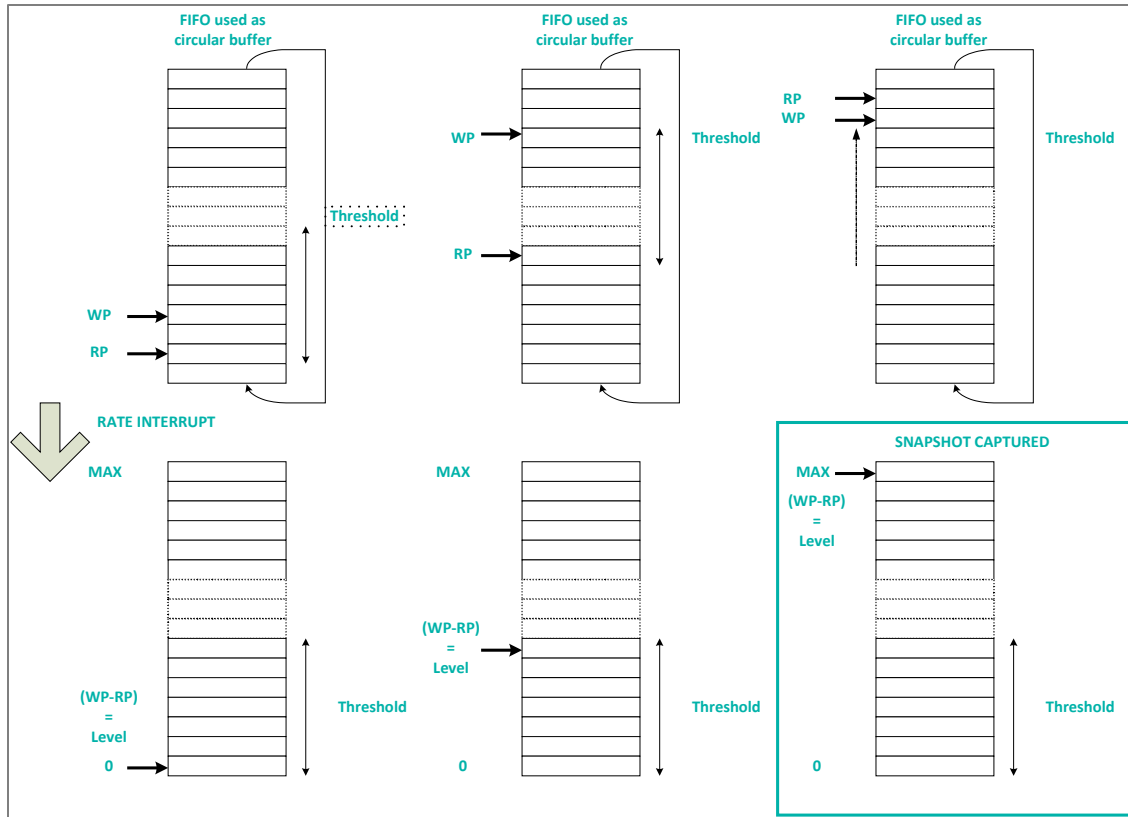 FIFO used as
circular buffer
FIFO used as
circular buffer
FIFO used as
circular buffer
WP
RP
Threshold
WP
RP
Threshold
RP
WP
Threshold
RATE INTERRUPT
MAX
(WP-RP)
=
Level
0
Threshold
MAX
(WP-RP)
=
Level
0
Threshold
SNAPSHOT CAPTURED
MAX
(WP-RP)
=
Level
0
Threshold